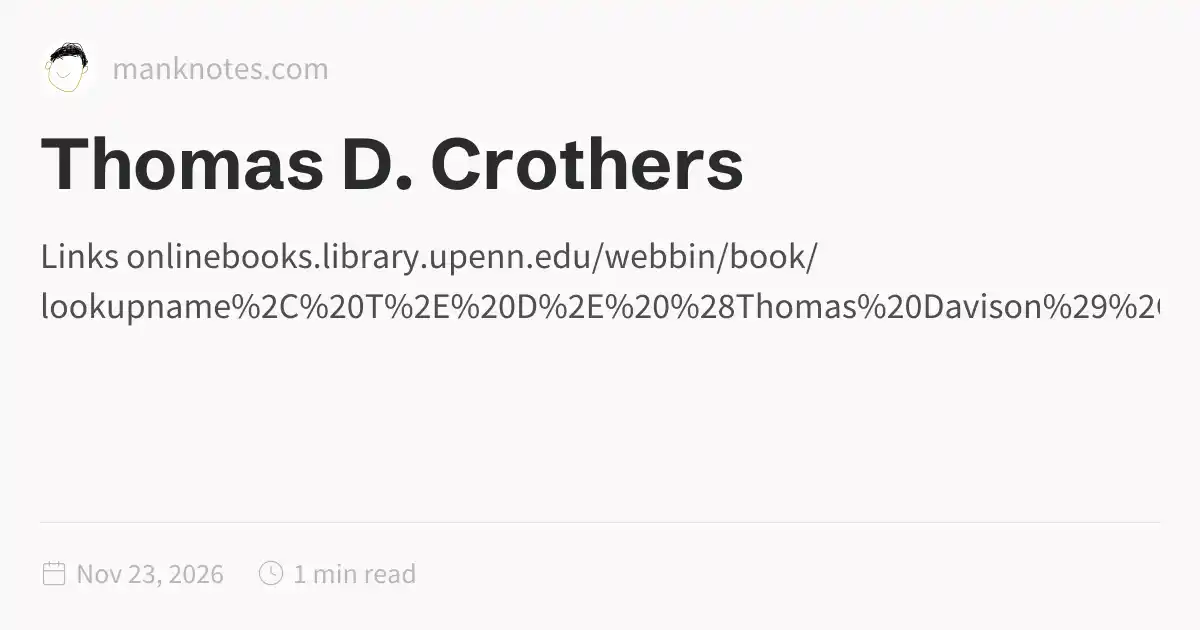 manknotes.com
Thomas D. Crothers
Links onlinebooks.library.upenn.edu/webbin/book/
lookupname%2C%20T%2E%20D%2E%20%28Thomas%20Davison%29%2
Nov 23, 2026
1 min read